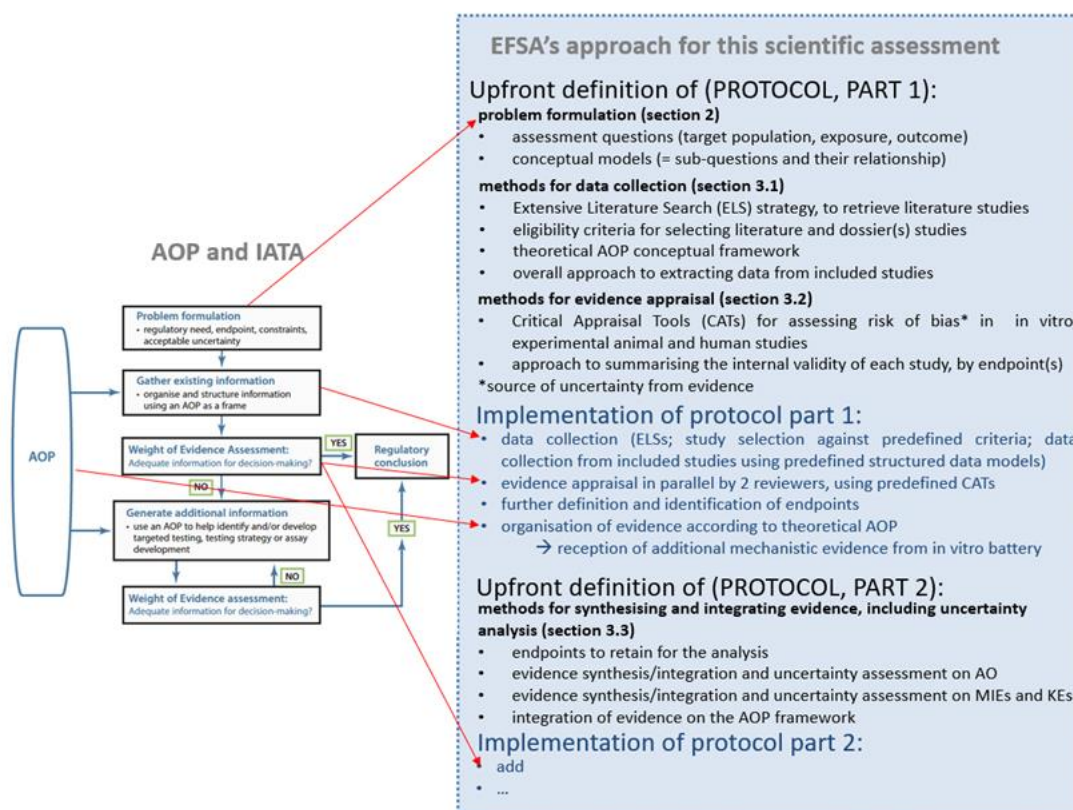 AOP and IATA
AOP
Problem formulation
• regulatory need, endpoint, constraints,
acceptable uncertainty
Gather existing information
• organise and structure information
using an AOP as a frame
Weight of Evidence Assessment:
Adequate information for decision-making?
YES
Regulatory
conclusion
NO
Generate additional information
• use an AOP to help identify and/or develop
targeted testing, testing strategy or assay
development
YES
NO
Weight of Evidence assessment:
Adequate information for decision-making?
EFSA's approach for this scientific assessment
Upfront definition of (PROTOCOL, PART 1):
problem formulation (section 2)
• assessment questions (target population, exposure, outcome)
• conceptual models (= sub-questions and their relationship)
methods for data collection (section 3.1)
• Extensive Literature Search (ELS) strategy, to retrieve literature studies
• eligibility criteria for selecting literature and dossier(s) studies
• theoretical AOP conceptual framework
• overall approach to extracting data from included studies
methods for evidence appraisal (section 3.2)
• Critical Appraisal Tools (CATs) for assessing risk of bias* in in vitro
experimental animal and human studies
• approach to summarising the internal validity of each study, by endpoint(s)
*source of uncertainty from evidence
Implementation of protocol part 1:
• data collection (ELSs; study selection against predefined criteria; data
collection from included studies using predefined structured data models)
• evidence appraisal in parallel by 2 reviewers, using predefined CATs
• further definition and identification of endpoints
• organisation of evidence according to theoretical AOP
→ reception of additional mechanistic evidence from in vitro battery
Upfront definition of (PROTOCOL, PART 2):
methods for synthesising and integrating evidence, including uncertainty
analysis (section 3.3)
• endpoints to retain for the analysis
• evidence synthesis/integration and uncertainty assessment on AO
• evidence synthesis/integration and uncertainty assessment on MIEs and KEs
• integration of evidence on the AOP framework
Implementation of protocol part 2:
• add
• ...